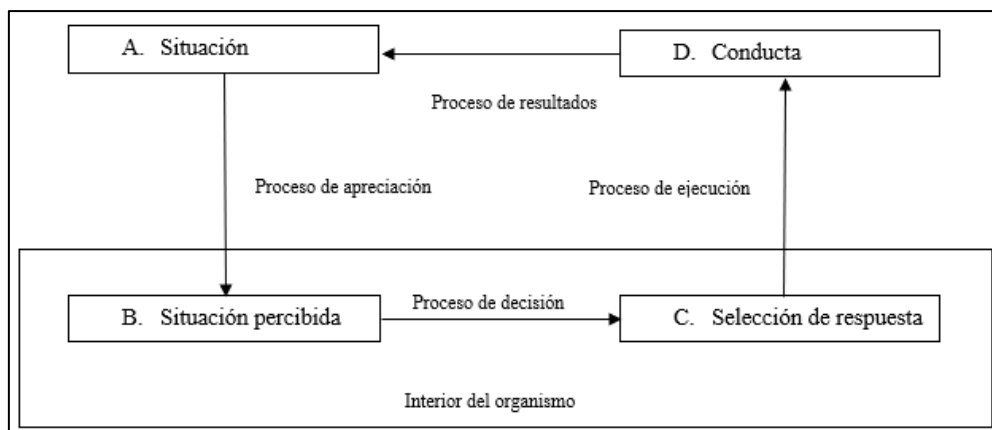 A. Situación
D. Conducta
Proceso de resultados
Proceso de apreciación
Proceso de ejecución
Proceso de decisión
B. Situación percibida
C. Selección de respuesta
Interior del organismo